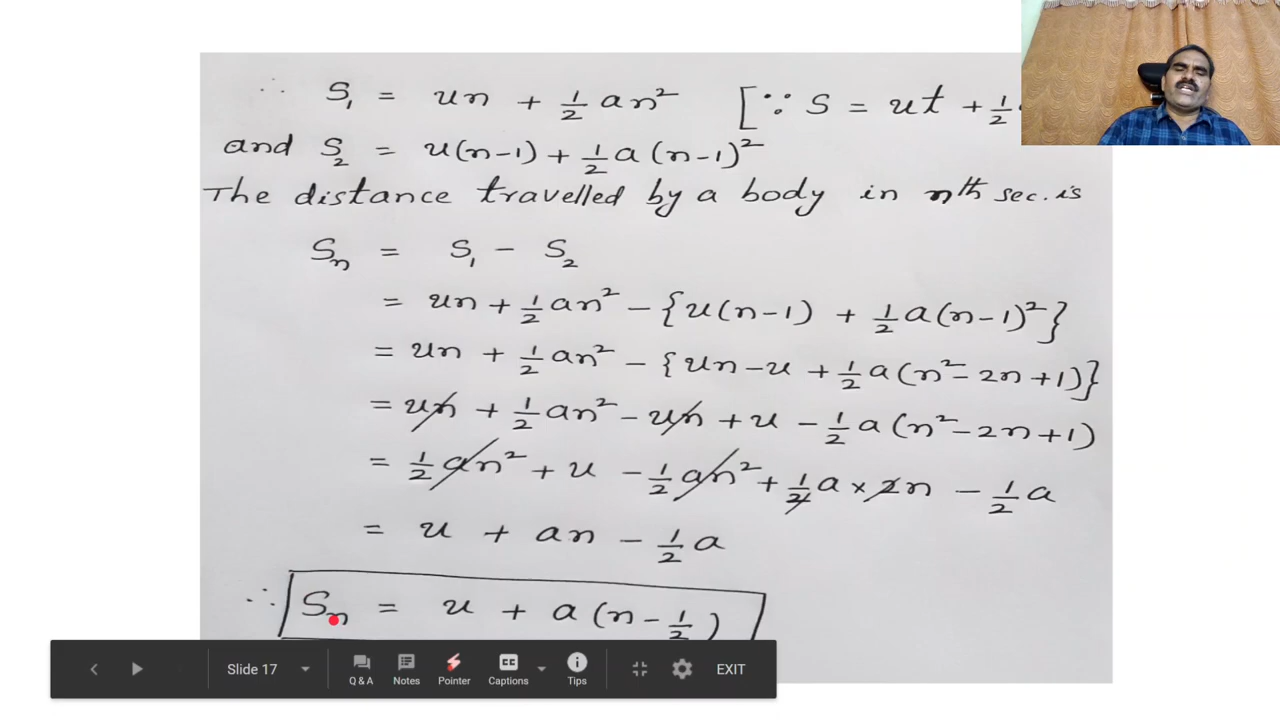 ∴ S₁ = un + ½ an² [∵ S = ut + ½
and S₂ = u(n-1) + ½ a (n-1)²
The distance travelled by a body in nth sec. is
Sn = S₁ - S₂
= un + ½ an² - {u(n-1) + ½ a(n-1)²}
= un + ½ an² - {un - u + ½ a(n² - 2n + 1)}
= un + ½ an² - un + u - ½ a(n² - 2n + 1)
= ½ an² + u - ½ an² + ½ a × 2n - ½ a
= u + an - ½ a
∴ Sn = u + a(n - ½)
Slide 17
Q & A
Notes
Pointer
CC
Captions
Tips
EXIT